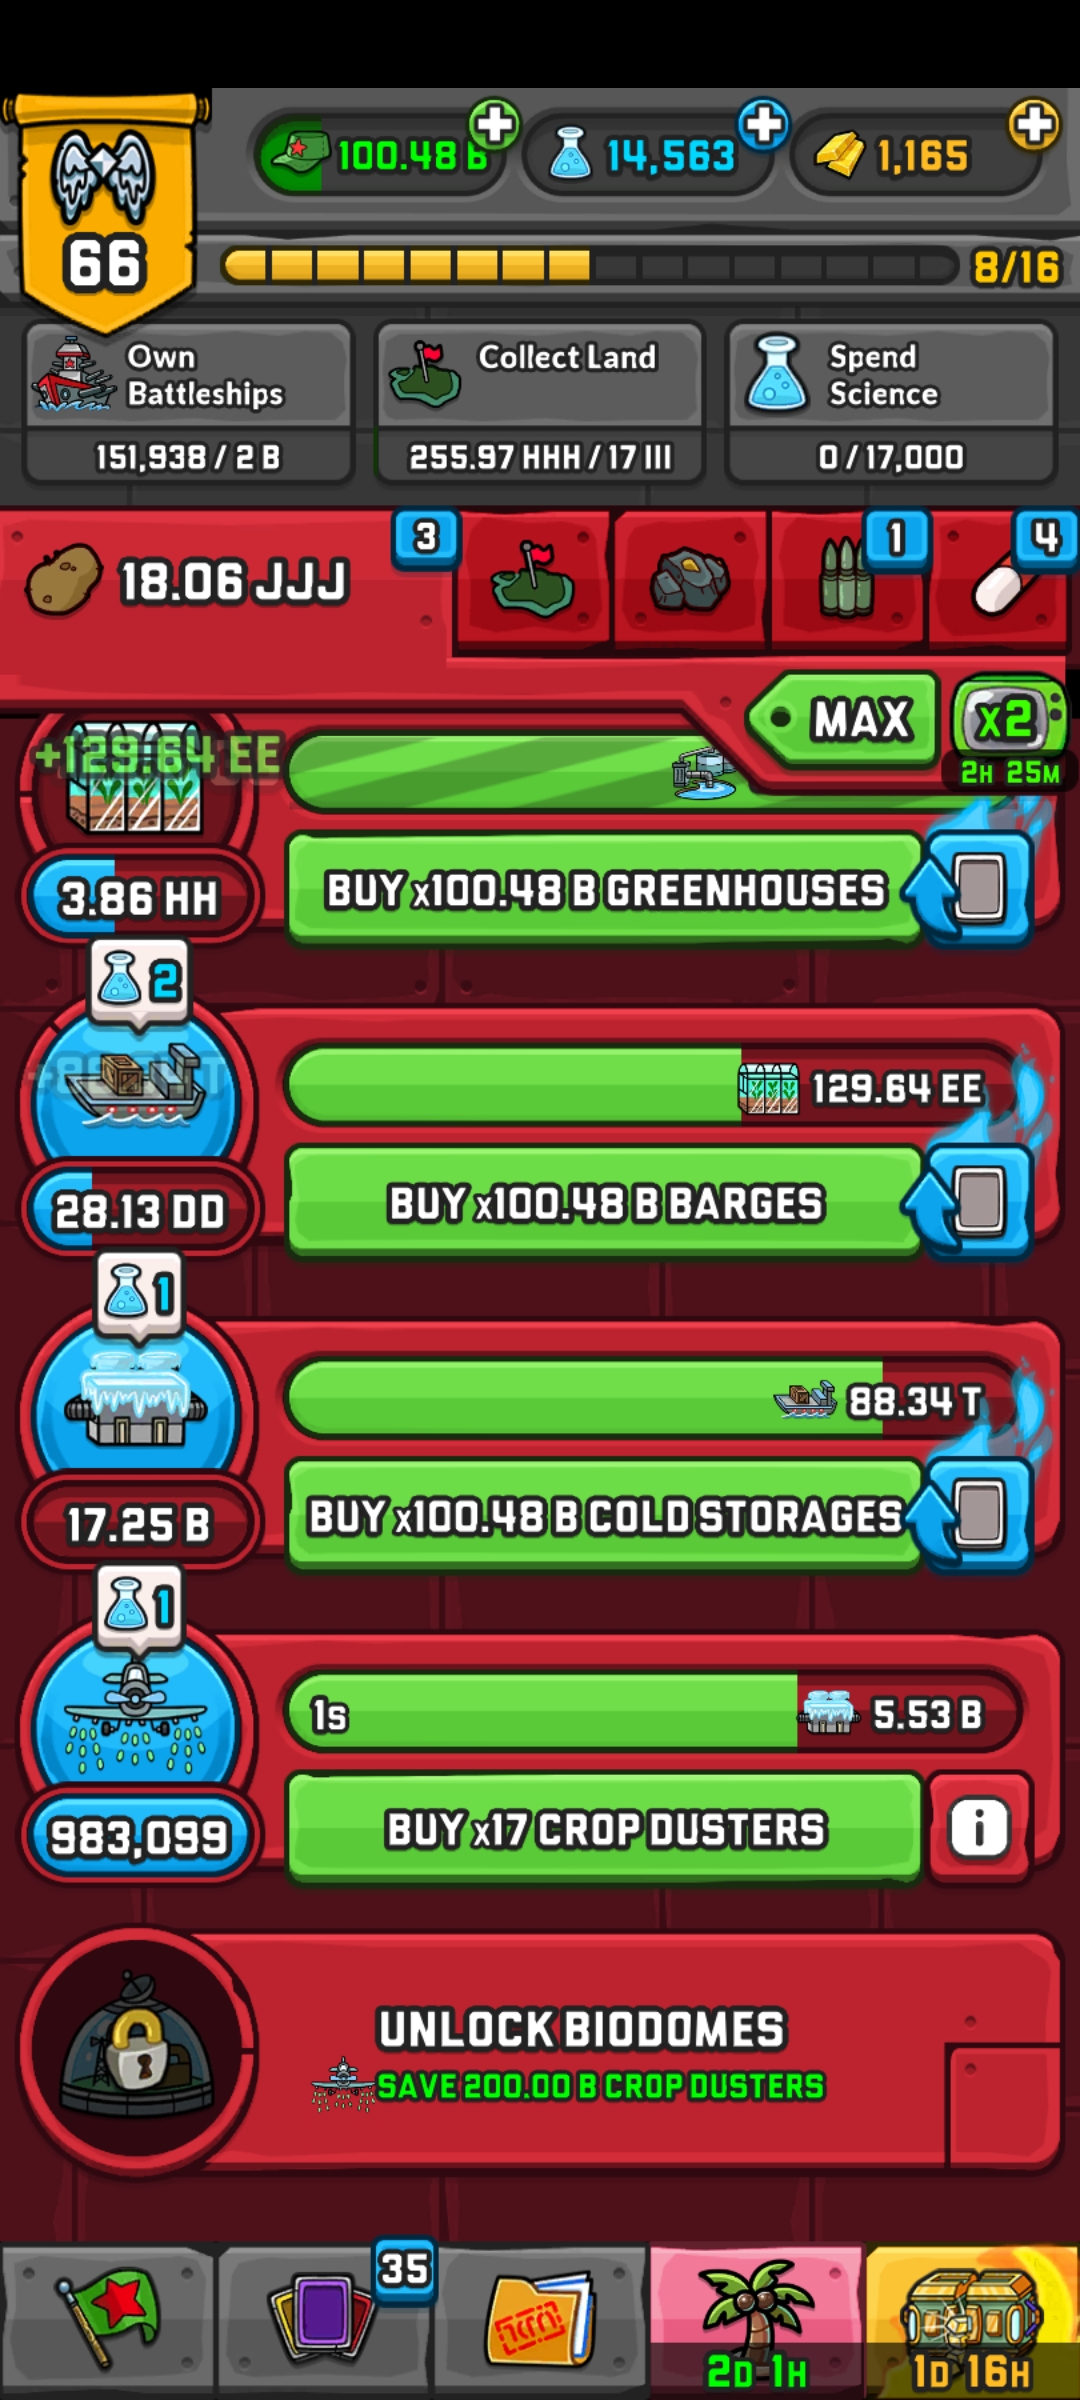 100.48 B
14,563
1,165
66
8/16
Own
Battleships
Collect Land
Spend
Science
151,938 / 2 B
255.97 HHH / 17 III
0 / 17,000
18.06 JJJ
3
1
4
MAX
x2
2H 25M
+129.64 EE
3.86 HH
BUY x100.48 B GREENHOUSES
2
129.64 EE
28.13 DD
BUY x100.48 B BARGES
1
88.34 T
17.25 B
BUY x100.48 B COLD STORAGES
1
1s
5.53 B
983,099
BUY x17 CROP DUSTERS
i
UNLOCK BIODOMES
SAVE 200.00 B CROP DUSTERS
35
2D 1H
1D 16H